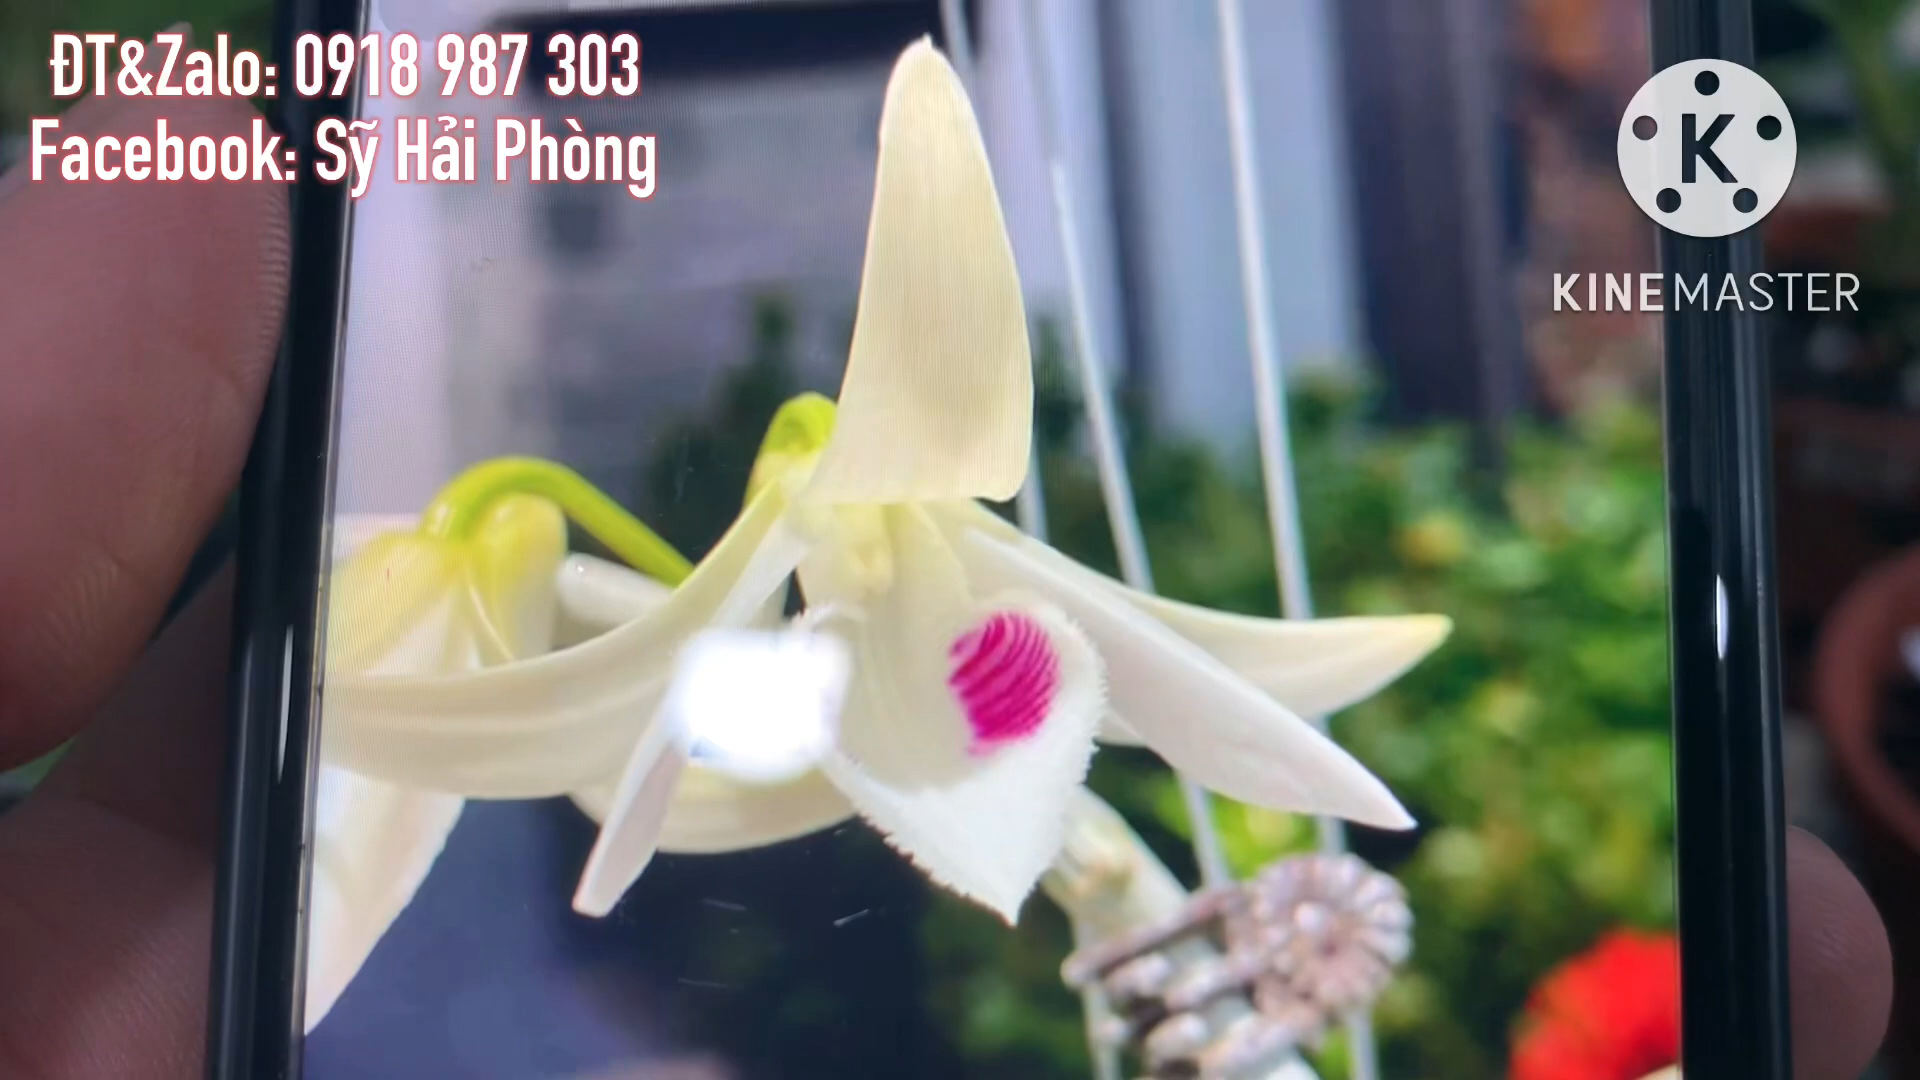 ĐT&Zalo: 0918 987 303
Facebook: Sỹ Hải Phòng
K
KINEMASTER